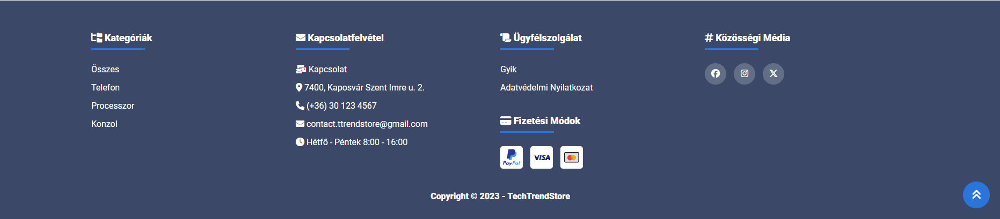 Kategóriák
Összes
Telefon
Processzor
Konzol
Kapcsolatfelvétel
Kapcsolat
7400, Kaposvár Szent Imre u. 2.
(+36) 30 123 4567
contact.ttrendstore@gmail.com
Hétfő - Péntek 8:00 - 16:00
Ügyfélszolgálat
Gyik
Adatvédelmi Nyilatkozat
Fizetési Módok
PayPal
VISA
# Közösségi Média
Copyright © 2023 - TechTrendStore